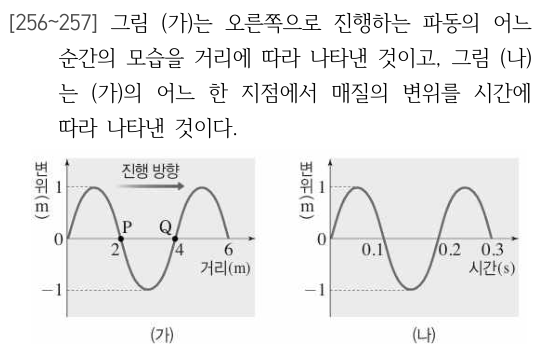 [256~257] 그림 (가)는 오른쪽으로 진행하는 파동의 어느
순간의 모습을 거리에 따라 나타낸 것이고, 그림 (나)
는 (가)의 어느 한 지점에서 매질의 변위를 시간에
따라 나타낸 것이다.
변위(m)
진행 방향
1
P
Q
0
2
4
6
거리(m)
-1
(가)
변위(m)
1
0
0.1
0.2
0.3
시간(s)
-1
(나)